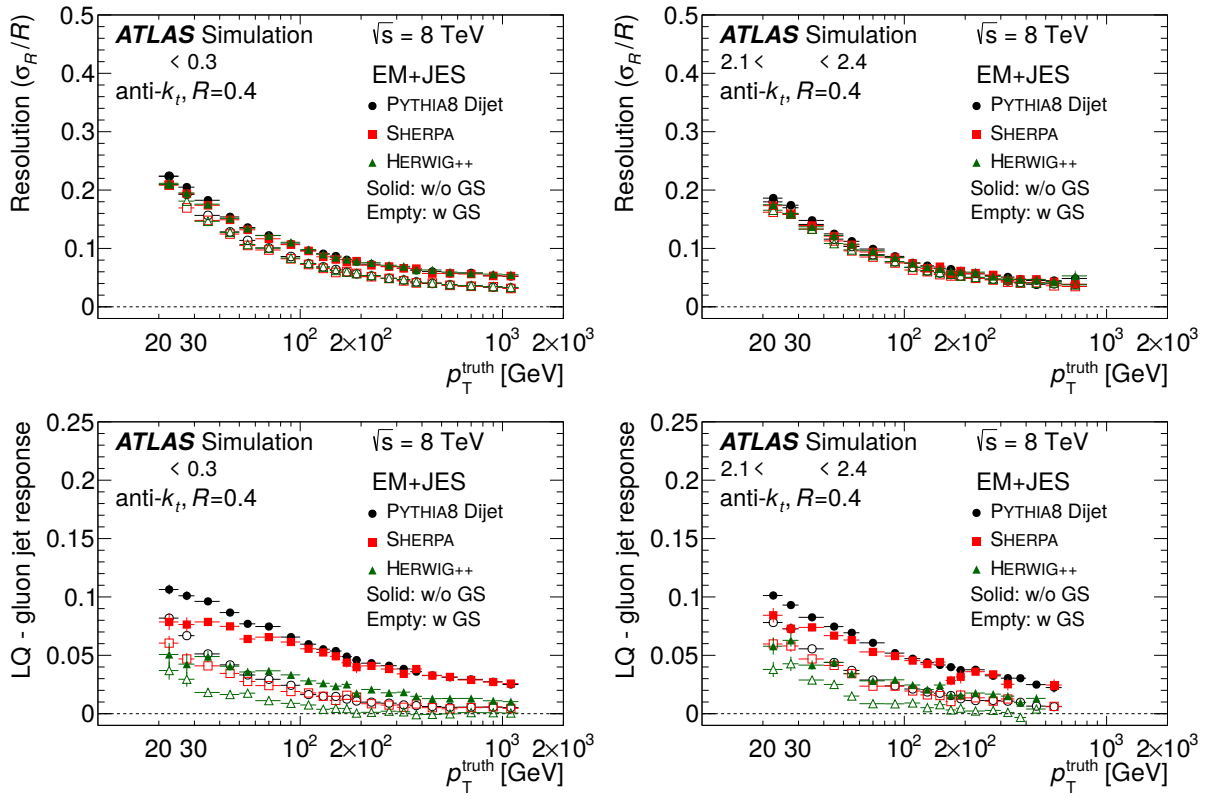 Resolution (σ_R/R)
0.5
0.4
0.3
0.2
0.1
0
ATLAS Simulation
√s = 8 TeV
< 0.3
anti-k_t, R=0.4
EM+JES
PYTHIA8 Dijet
SHERPA
HERWIG++
Solid: w/o GS
Empty: w GS
20 30 10² 2×10² 10³ 2×10³
p_T^truth [GeV]
Resolution (σ_R/R)
0.5
0.4
0.3
0.2
0.1
0
ATLAS Simulation
√s = 8 TeV
2.1 < < 2.4
anti-k_t, R=0.4
EM+JES
PYTHIA8 Dijet
SHERPA
HERWIG++
Solid: w/o GS
Empty: w GS
20 30 10² 2×10² 10³ 2×10³
p_T^truth [GeV]
LQ - gluon jet response
0.25
0.2
0.15
0.1
0.05
0
ATLAS Simulation
√s = 8 TeV
< 0.3
anti-k_t, R=0.4
EM+JES
PYTHIA8 Dijet
SHERPA
HERWIG++
Solid: w/o GS
Empty: w GS
20 30 10² 2×10² 10³ 2×10³
p_T^truth [GeV]
LQ - gluon jet response
0.25
0.2
0.15
0.1
0.05
0
ATLAS Simulation
√s = 8 TeV
2.1 < < 2.4
anti-k_t, R=0.4
EM+JES
PYTHIA8 Dijet
SHERPA
HERWIG++
Solid: w/o GS
Empty: w GS
20 30 10² 2×10² 10³ 2×10³
p_T^truth [GeV]